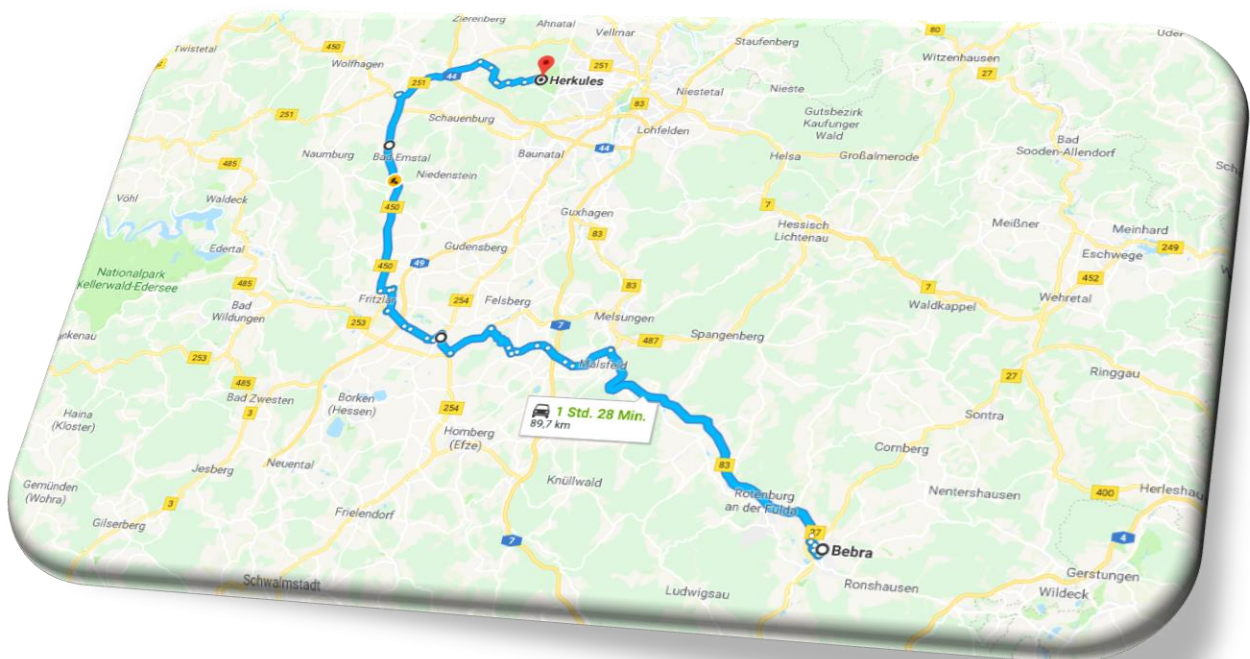 Zierenberg
Ahnatal
Vellmar
Staufenberg
80
Uder
Twistetal
450
Wolfhagen
251
Witzenhausen
27
251
44
Herkules
Niestetal
Nieste
83
Gutsbezirk
Kaufunger
Wald
251
Schauenburg
Lohfelden
Bad
Sooden-Allendorf
Naumburg
Bad Emstal
Baunatal
44
Helsa
Großalmerode
485
Niedenstein
Vöhl
Waldeck
450
Guxhagen
7
Hessisch
Lichtenau
Meißner
Meinhard
Eschwege
249
Edertal
Gudensberg
83
452
Nationalpark
Kellerwald-Edersee
450
49
485
Fritzlar
254
Felsberg
83
7
Waldkappel
Wehretal
Bad
Wildungen
253
7
Melsungen
487
Spangenberg
253
Malsfeld
27
Ringgau
485
Bad Zwesten
Borken
(Hessen)
254
1 Std. 28 Min.
89,7 km
Sontra
Haina
(Kloster)
3
Homberg
(Efze)
Cornberg
Jesberg
Neuental
Knüllwald
83
Gemünden
(Wohra)
3
Rotenburg
an der Fulda
Nentershausen
400
Gilserberg
Frielendorf
7
27
Bebra
4
Schwalmstadt
Ludwigsau
Ronshausen
Gerstungen
Wildeck